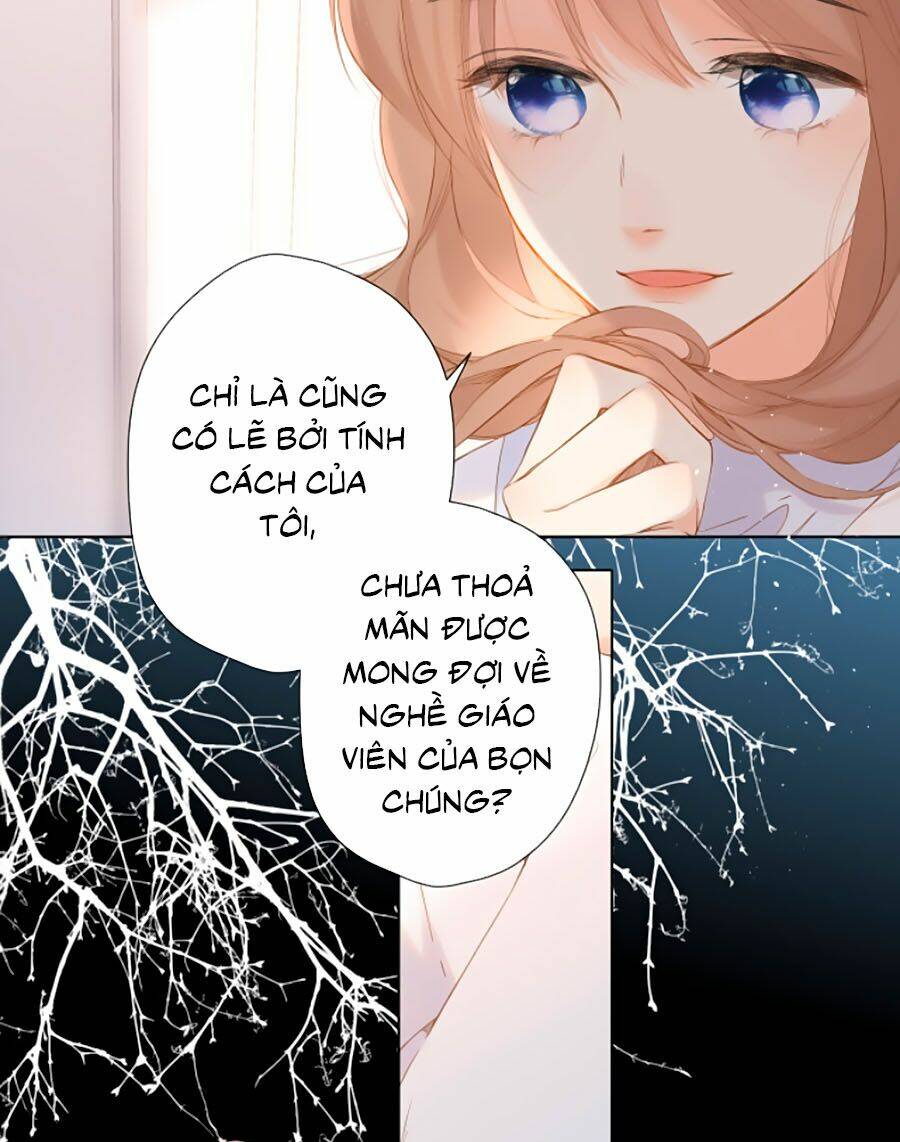 CHỈ LÀ CŨNG
CÓ LẼ BỞI TÍNH
CÁCH CỦA
TÔI,
CHƯA THOẢ
MÃN ĐƯỢC
MONG ĐỢI VỀ
NGHỀ GIÁO
VIÊN CỦA BỌN
CHÚNG?